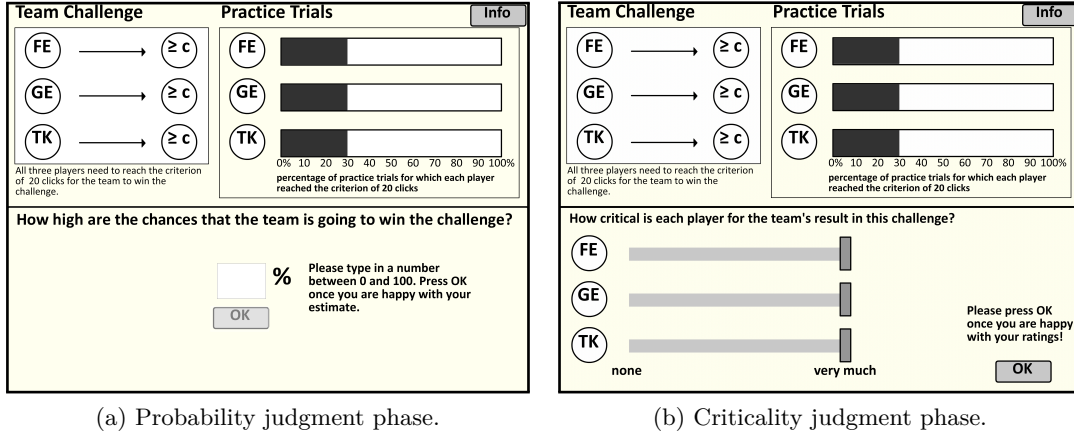 Team Challenge
Practice Trials
Info
FE
≥ c
GE
≥ c
TK
≥ c
FE
GE
TK
0% 10 20 30 40 50 60 70 80 90 100%
All three players need to reach the criterion
of 20 clicks for the team to win the
challenge.
percentage of practice trials for which each player
reached the criterion of 20 clicks
How high are the chances that the team is going to win the challenge?
%
Please type in a number
between 0 and 100. Press OK
once you are happy with your
estimate.
OK
(a) Probability judgment phase.
Team Challenge
Practice Trials
Info
FE
≥ c
GE
≥ c
TK
≥ c
FE
GE
TK
0% 10 20 30 40 50 60 70 80 90 100%
All three players need to reach the criterion
of 20 clicks for the team to win the
challenge.
percentage of practice trials for which each player
reached the criterion of 20 clicks
How critical is each player for the team's result in this challenge?
FE
GE
TK
none
very much
Please press OK
once you are happy
with your ratings!
OK
(b) Criticality judgment phase.